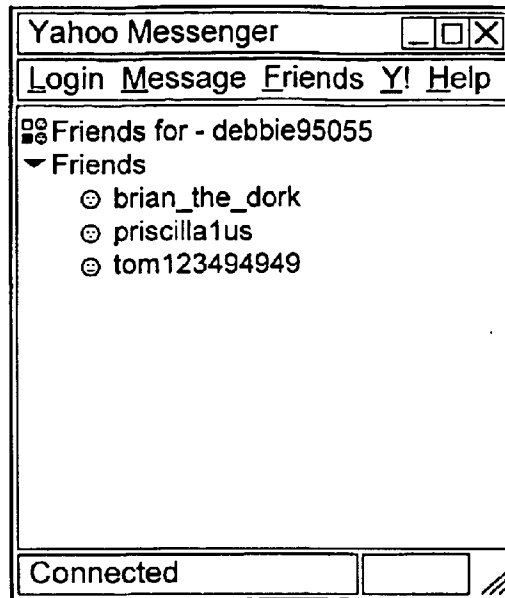 Yahoo Messenger
Login Message Friends Y! Help
Friends for - debbie95055
Friends
brian_the_dork
priscilla1us
tom123494949
Connected